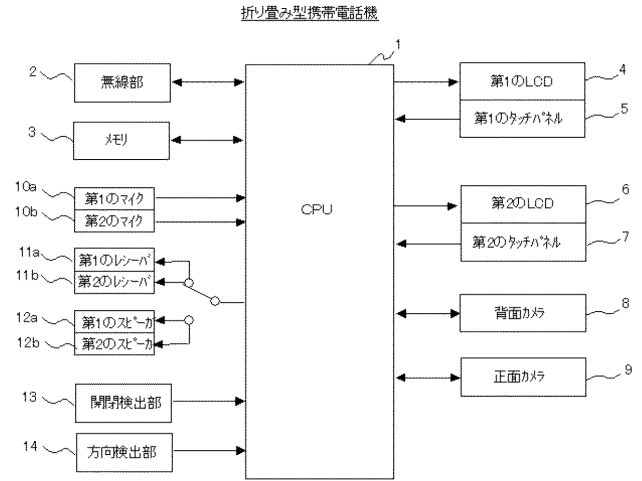 折り畳み型携帯電話機
1
2
無線部
3
メモリ
10a
第1のマイク
10b
第2のマイク
11a
第1のレシーバ
11b
第2のレシーバ
12a
第1のスピーカ
12b
第2のスピーカ
13
開閉検出部
14
方向検出部
CPU
第1のLCD
4
第1のタッチパネル
5
第2のLCD
6
第2のタッチパネル
7
背面カメラ
8
正面カメラ
9